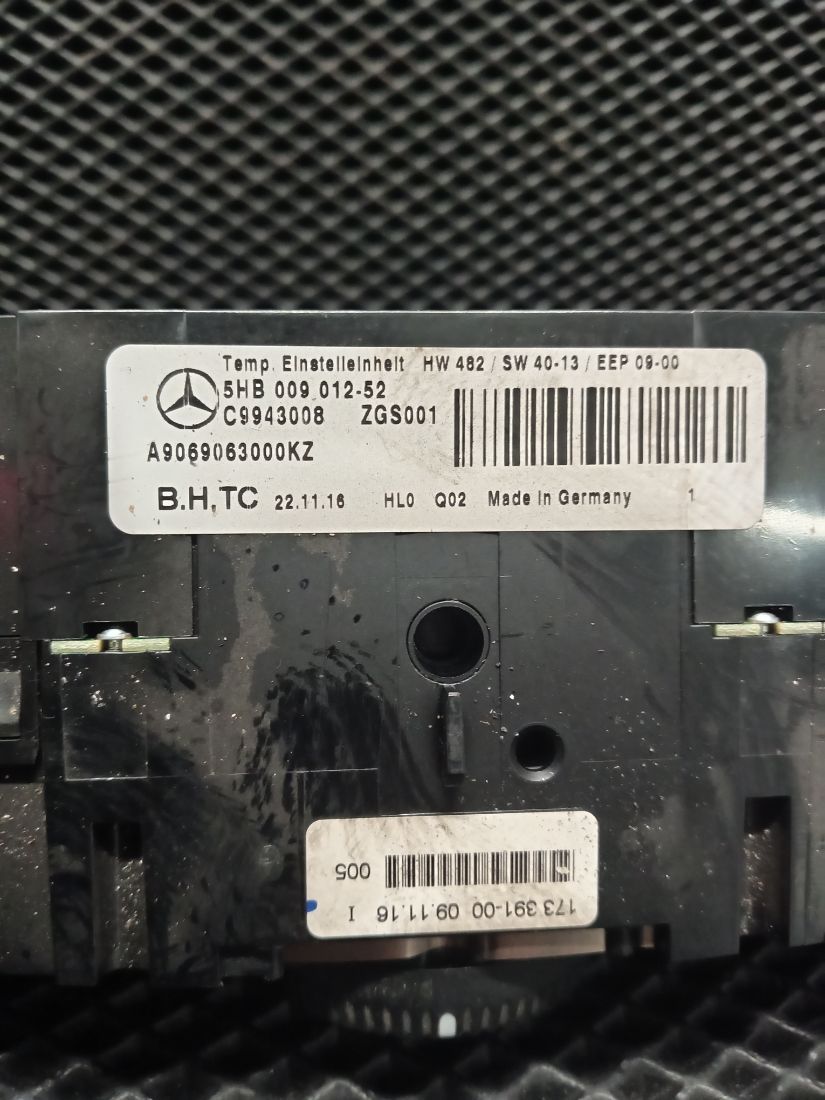 Temp. Einstelleinheit HW 482 / SW 40-13 / EEP 09-00
5HB 009 012-52
C9943008 ZGS001
A9069063000KZ
B.H.TC 22.11.16 HL0 Q02 Made in Germany 1
173 391-00 09.11.16 I
005